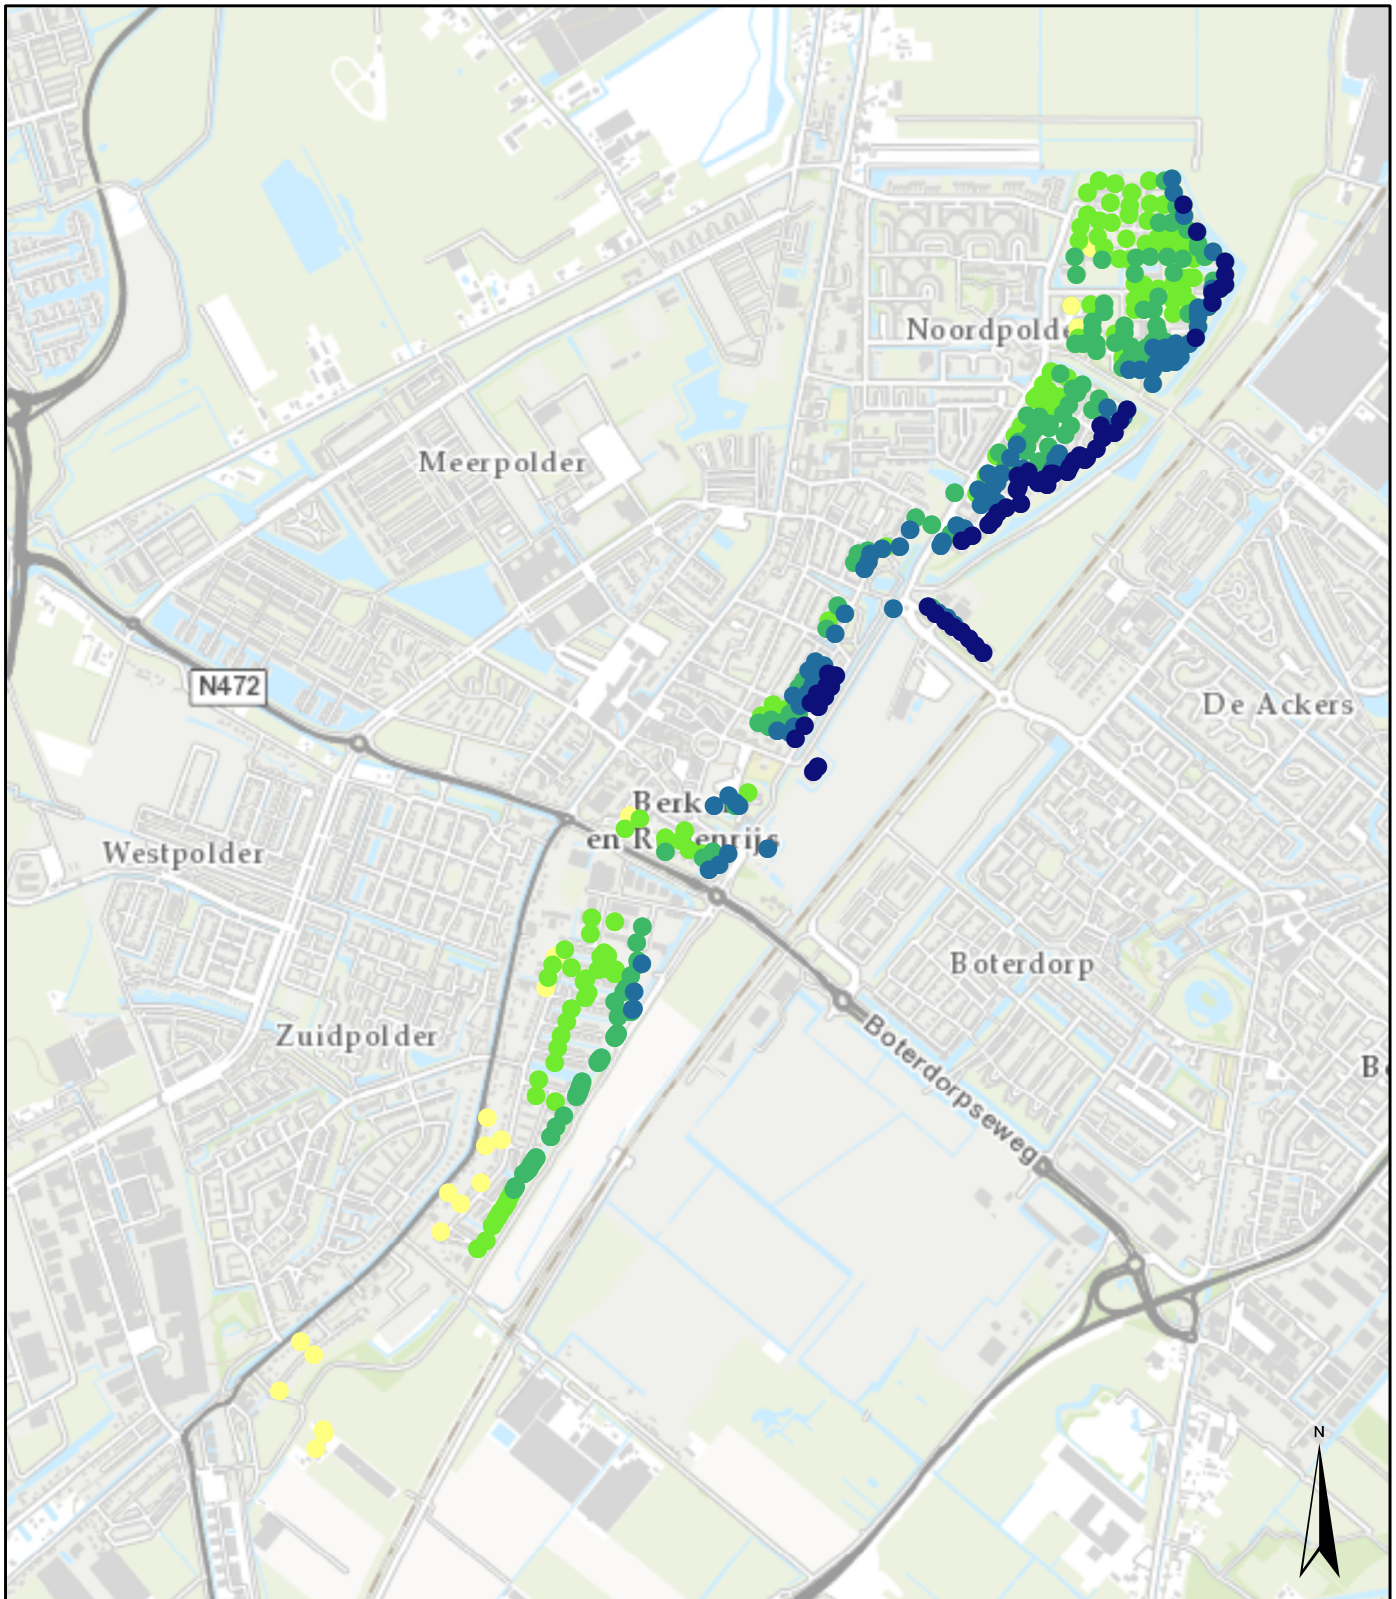 N
Noordpolde
Meerpolder
N472
De Ackers
Berk
en R enrijs
Westpolder
Boterdorp
Zuidpolder
Boterdorpseweg
B